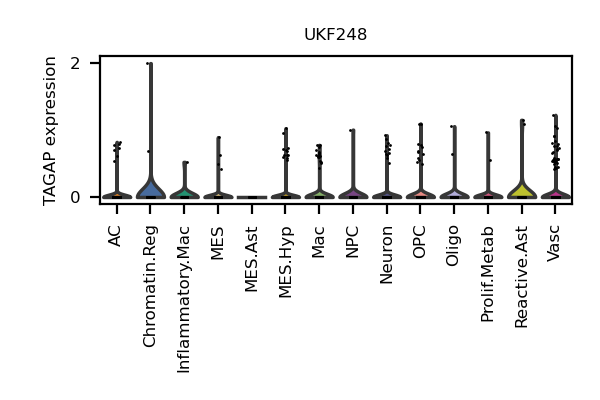 UKF248
TAGAP expression
2
0
AC
Chromatin.Reg
Inflammatory.Mac
MES
MES.Ast
MES.Hyp
Mac
NPC
Neuron
OPC
Oligo
Prolif.Metab
Reactive.Ast
Vasc